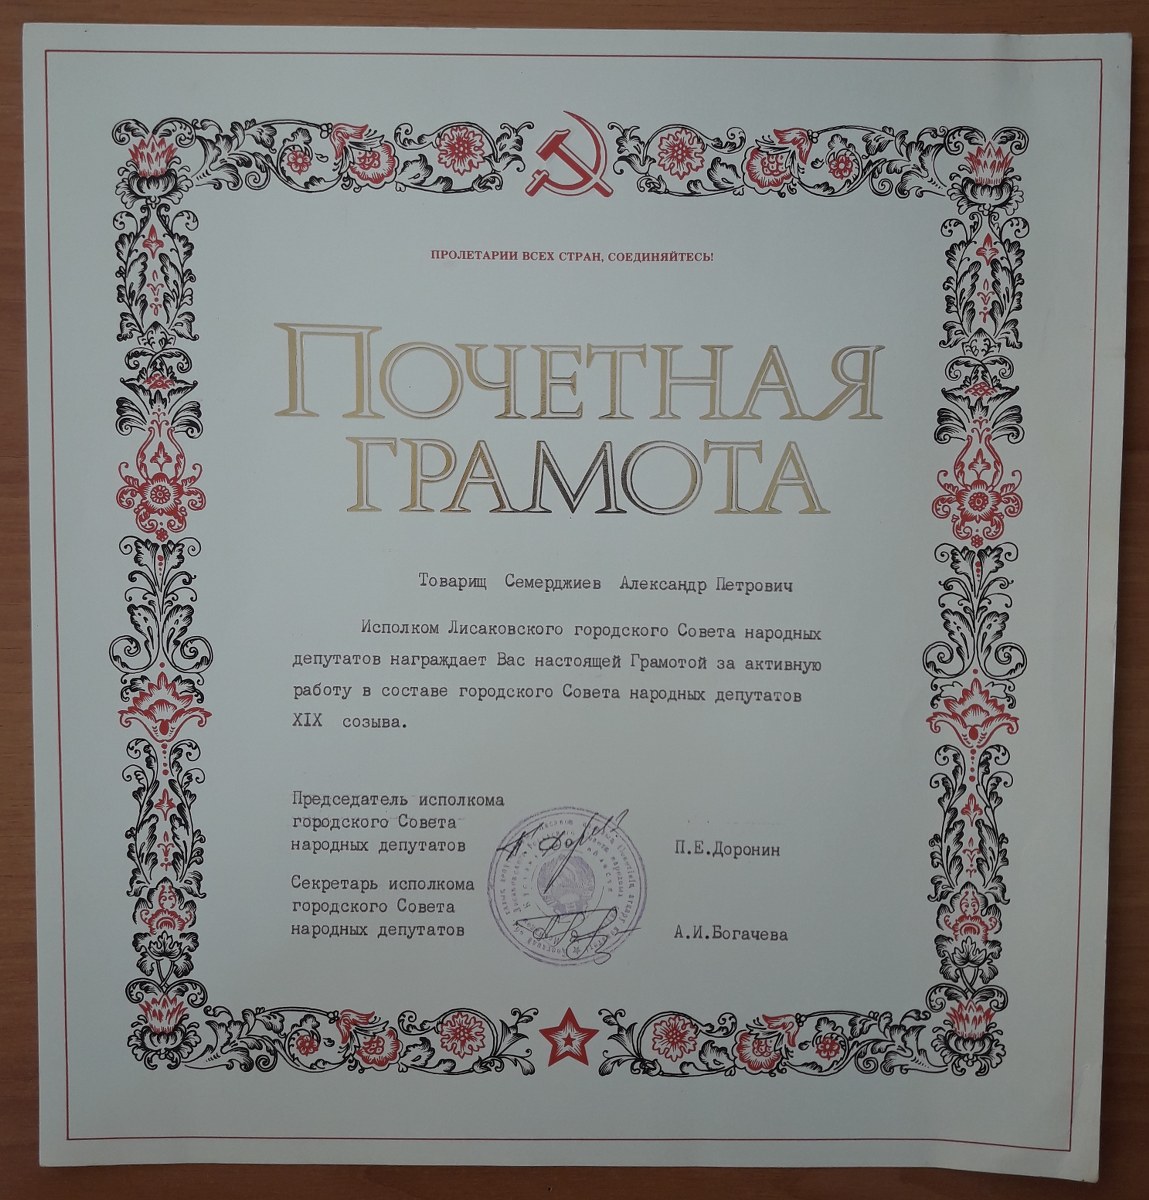 ПРОЛЕТАРИИ ВСЕХ СТРАН, СОЕДИНЯЙТЕСЬ!
ПОЧЕТНАЯ
ГРАМОТА
Товарищ Семерджиев Александр Петрович
Исполком Лисаковского городского Совета народных
депутатов награждает Вас настоящей Грамотой за активную
работу в составе городского Совета народных депутатов
XIX созыва.
Председатель исполкома
городского Совета
народных депутатов
П.Е.Доронин
Секретарь исполкома
городского Совета
народных депутатов
А.И.Богачева